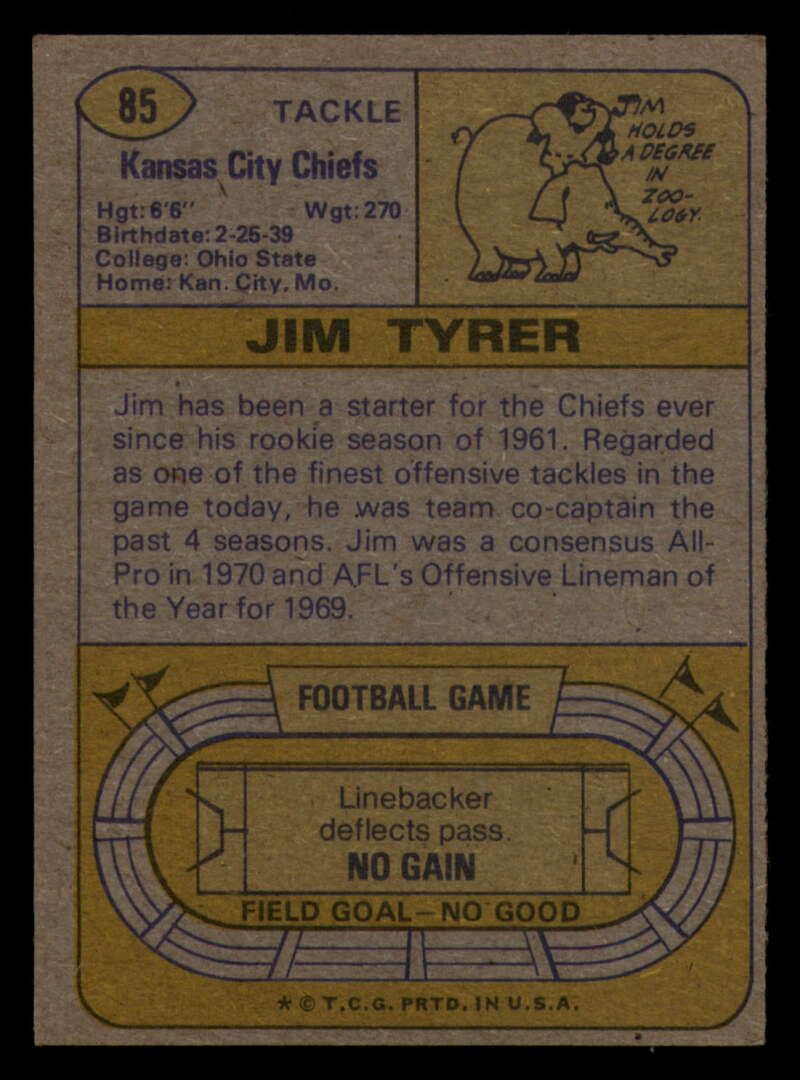 85
TACKLE
Kansas City Chiefs
Hgt: 6'6" Wgt: 270
Birthdate: 2-25-39
College: Ohio State
Home: Kan. City, Mo.
JIM
HOLDS
A DEGREE
IN
ZOO-
LOGY.
JIM TYRER
Jim has been a starter for the Chiefs ever
since his rookie season of 1961. Regarded
as one of the finest offensive tackles in the
game today, he was team co-captain the
past 4 seasons. Jim was a consensus All-
Pro in 1970 and AFL's Offensive Lineman of
the Year for 1969.
FOOTBALL GAME
Linebacker
deflects pass.
NO GAIN
FIELD GOAL—NO GOOD
* © T.C.G. PRTD. IN U.S.A.